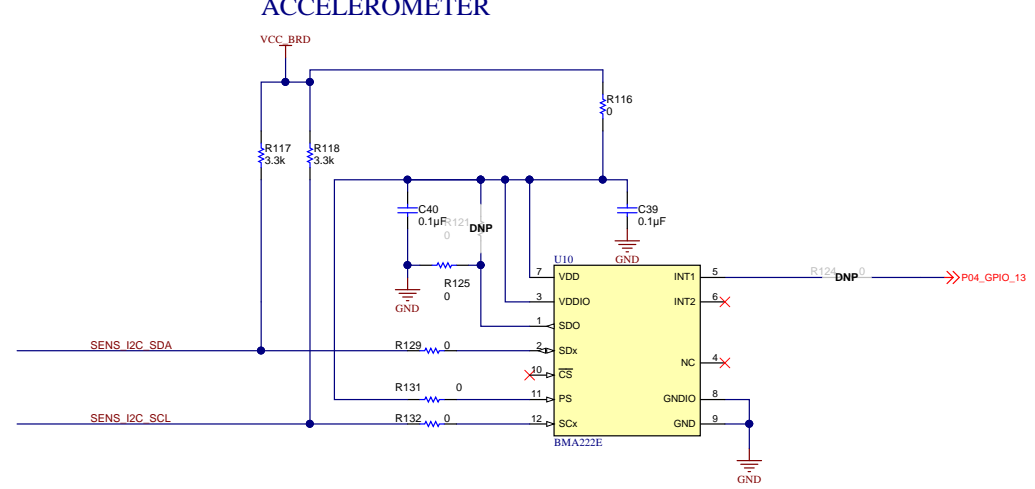 ACCELEROMETER
VCC_BRD
R116
0
R117
3.3k
R118
3.3k
C40
0.1µF
R121
0
DNP
C39
0.1µF
GND
R125
0
GND
U10
7 VDD
3 VDDIO
1 SDO
2 SDx
10 CS
11 PS
12 SCx
INT1 5
INT2 6
NC 4
GNDIO 8
GND 9
BMA222E
R124 DNP 0
P04_GPIO_13
SENS_I2C_SDA
R129 0
R131 0
SENS_I2C_SCL
R132 0
GND